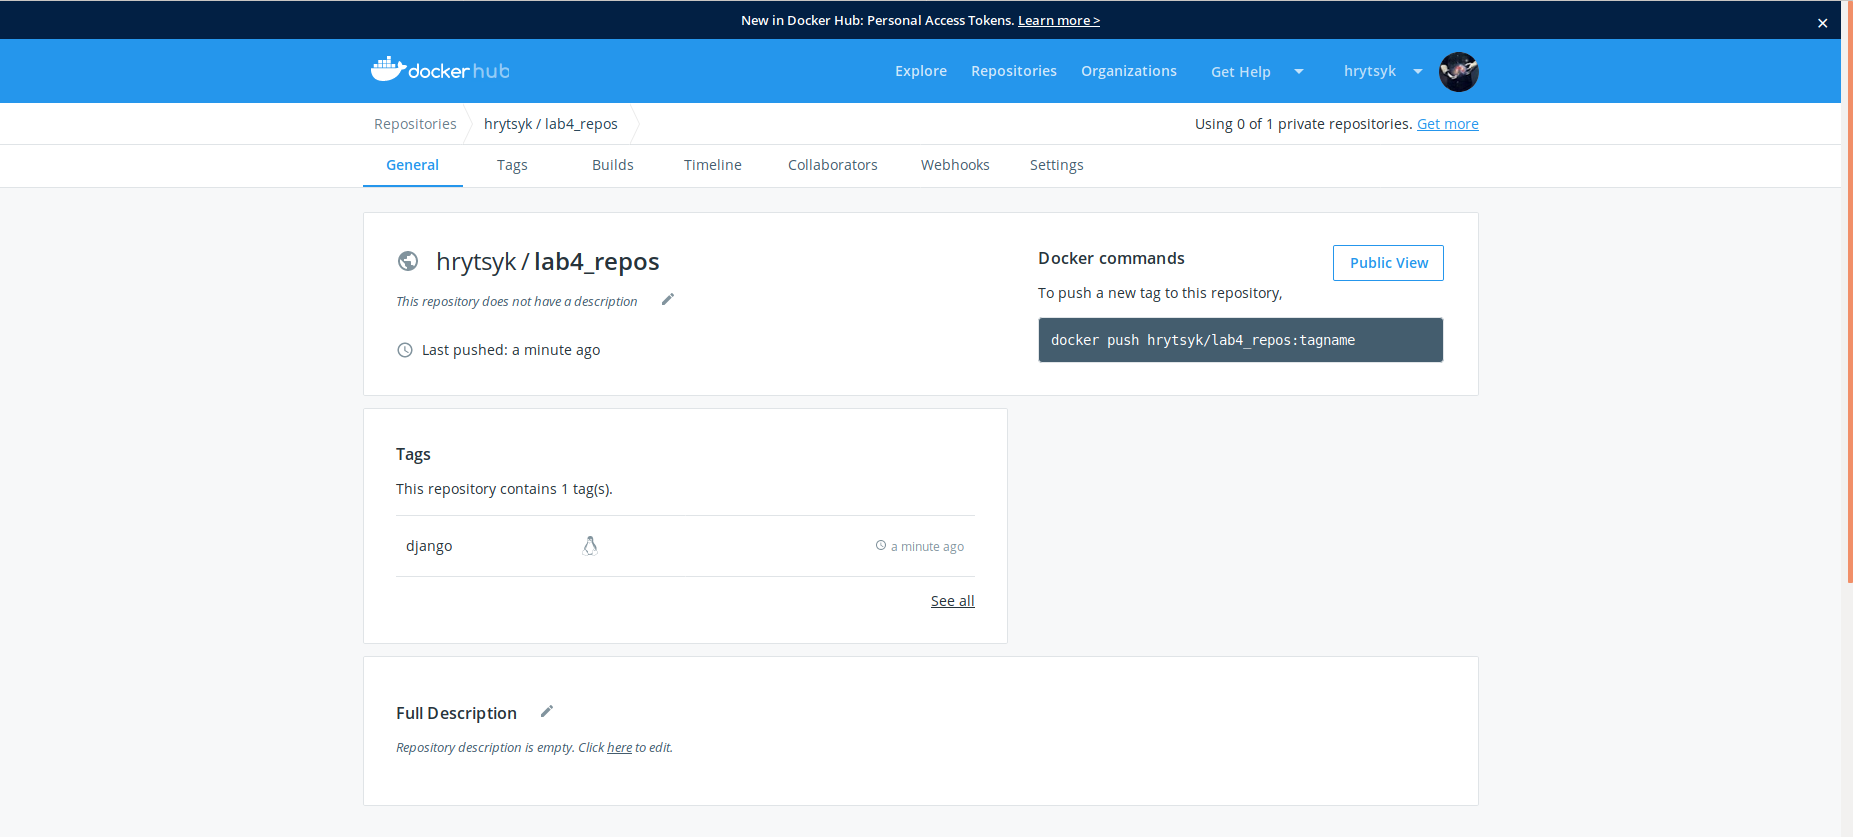 New in Docker Hub: Personal Access Tokens. Learn more >
docker hub
Explore Repositories Organizations Get Help hrytsyk
Repositories hrytsyk / lab4_repos Using 0 of 1 private repositories. Get more
General Tags Builds Timeline Collaborators Webhooks Settings
hrytsyk / lab4_repos
This repository does not have a description
Last pushed: a minute ago
Docker commands
Public View
To push a new tag to this repository,
docker push hrytsyk/lab4_repos:tagname
Tags
This repository contains 1 tag(s).
django a minute ago
See all
Full Description
Repository description is empty. Click here to edit.